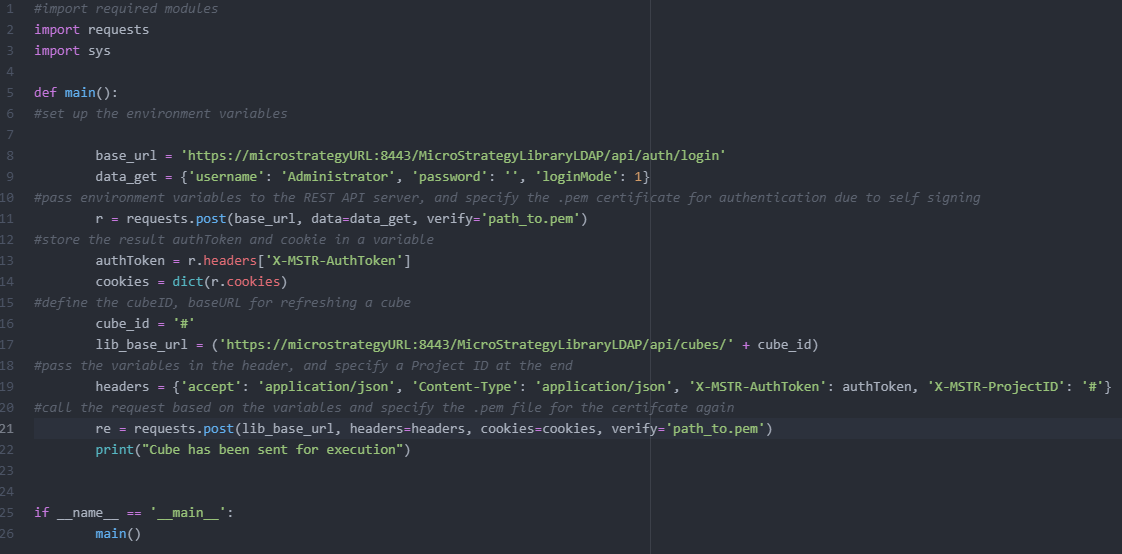 1 #import required modules
2 import requests
3 import sys
4
5 def main():
6 #set up the environment variables
7
8         base_url = 'https://microstrategyURL:8443/MicroStrategyLibraryLDAP/api/auth/login'
9         data_get = {'username': 'Administrator', 'password': '', 'loginMode': 1}
10 #pass environment variables to the REST API server, and specify the .pem certificate for authentication due to self signing
11         r = requests.post(base_url, data=data_get, verify='path_to.pem')
12 #store the result authToken and cookie in a variable
13         authToken = r.headers['X-MSTR-AuthToken']
14         cookies = dict(r.cookies)
15 #define the cubeID, baseURL for refreshing a cube
16         cube_id = '#'
17         lib_base_url = ('https://microstrategyURL:8443/MicroStrategyLibraryLDAP/api/cubes/' + cube_id)
18 #pass the variables in the header, and specify a Project ID at the end
19         headers = {'accept': 'application/json', 'Content-Type': 'application/json', 'X-MSTR-AuthToken': authToken, 'X-MSTR-ProjectID': '#'}
20 #call the request based on the variables and specify the .pem file for the certifcate again
21         re = requests.post(lib_base_url, headers=headers, cookies=cookies, verify='path_to.pem')
22         print("Cube has been sent for execution")
23
24
25 if __name__ == '__main__':
26         main()